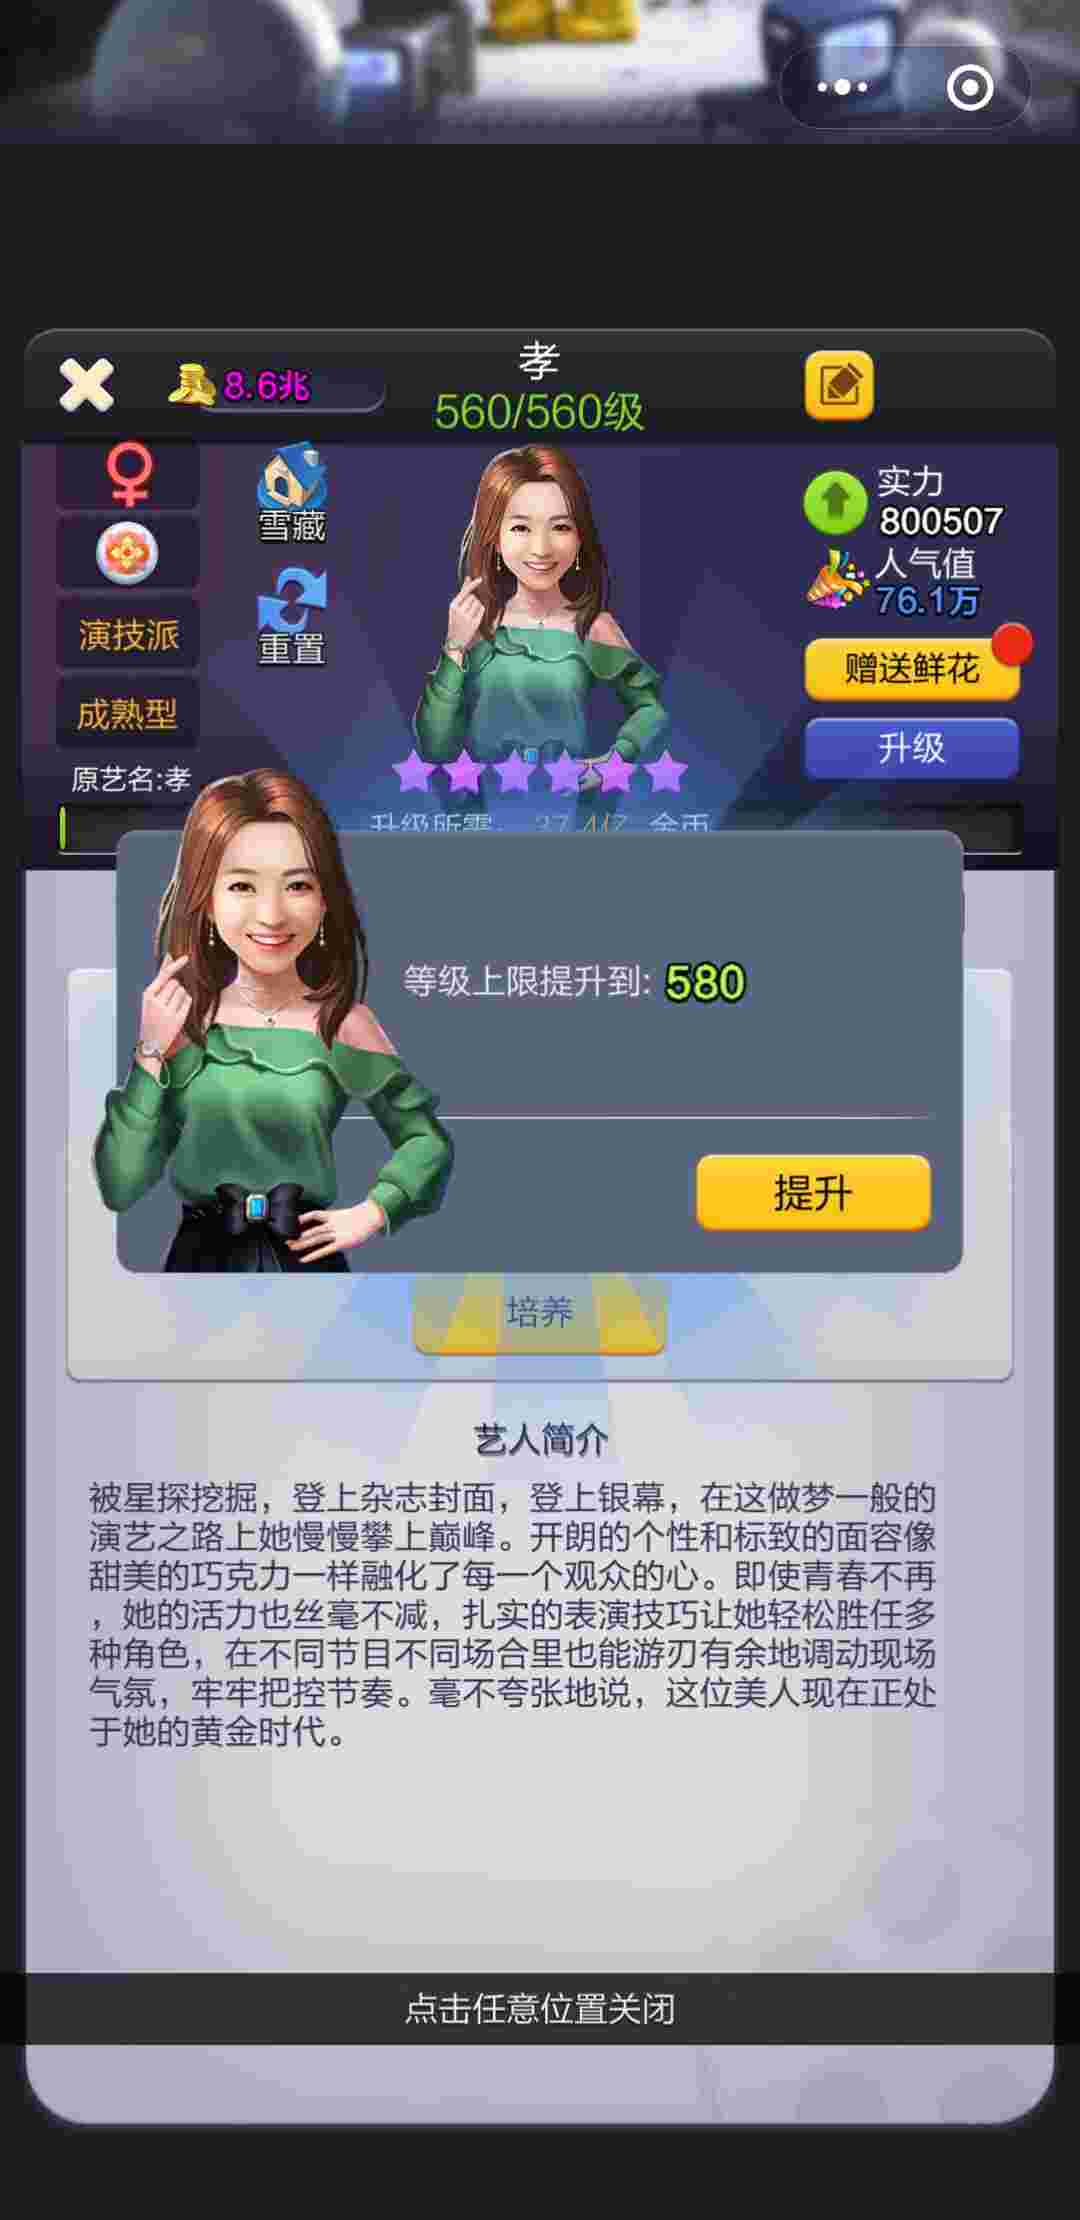 孝
8.6兆
560/560级
实力
800507
雪藏
人气值
76.1万
演技派
重置
赠送鲜花
成熟型
升级
原艺名:孝
升级所需: 37.4亿 金币
等级上限提升到: 580
提升
培养
艺人简介
被星探挖掘，登上杂志封面，登上银幕，在这做梦一般的
演艺之路上她慢慢攀上巅峰。开朗的个性和标致的面容像
甜美的巧克力一样融化了每一个观众的心。即使青春不再
，她的活力也丝毫不减，扎实的表演技巧让她轻松胜任多
种角色，在不同节目不同场合里也能游刃有余地调动现场
气氛，牢牢把控节奏。毫不夸张地说，这位美人现在正处
于她的黄金时代。
点击任意位置关闭